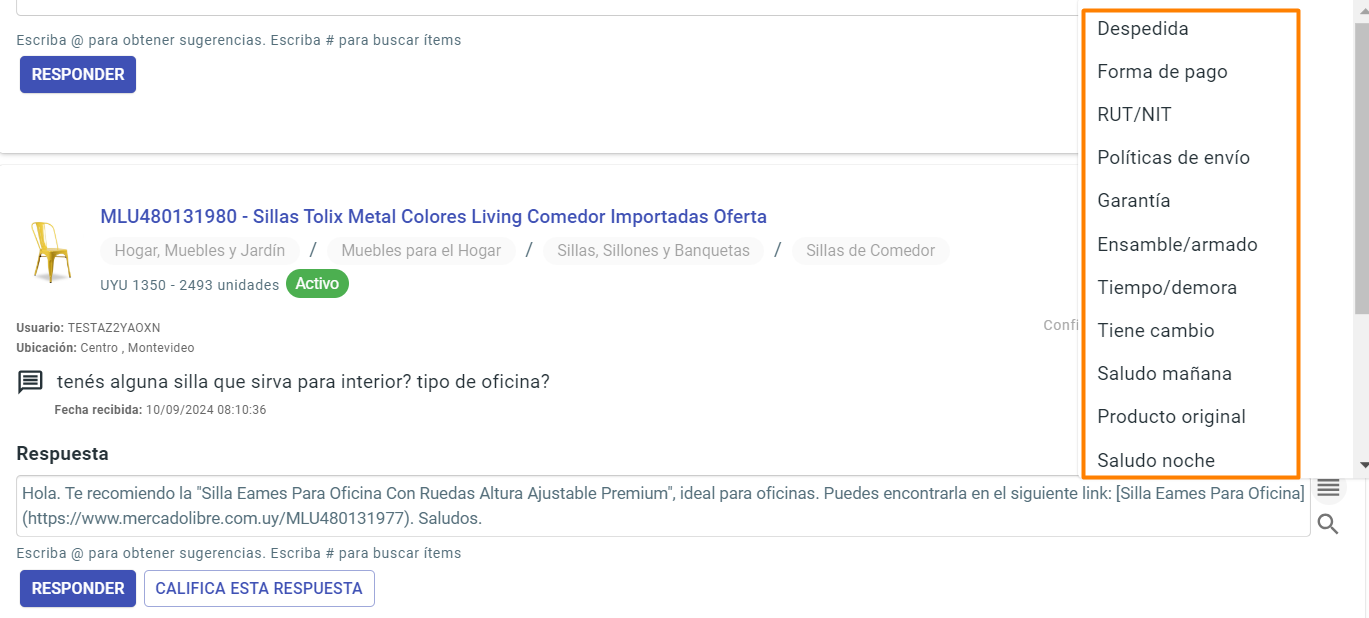 Escriba @ para obtener sugerencias. Escriba # para buscar ítems
RESPONDER
MLU480131980 - Sillas Tolix Metal Colores Living Comedor Importadas Oferta
Hogar, Muebles y Jardín / Muebles para el Hogar / Sillas, Sillones y Banquetas / Sillas de Comedor
UYU 1350 - 2493 unidades Activo
Usuario: TESTAZ2YAOXN
Confi
Ubicación: Centro , Montevideo
tenés alguna silla que sirva para interior? tipo de oficina?
Fecha recibida: 10/09/2024 08:10:36
Respuesta
Hola. Te recomiendo la "Silla Eames Para Oficina Con Ruedas Altura Ajustable Premium", ideal para oficinas. Puedes encontrarla en el siguiente link: [Silla Eames Para Oficina]
(https://www.mercadolibre.com.uy/MLU480131977). Saludos.
Escriba @ para obtener sugerencias. Escriba # para buscar ítems
RESPONDER CALIFICA ESTA RESPUESTA
Despedida
Forma de pago
RUT/NIT
Políticas de envío
Garantía
Ensamble/armado
Tiempo/demora
Tiene cambio
Saludo mañana
Producto original
Saludo noche